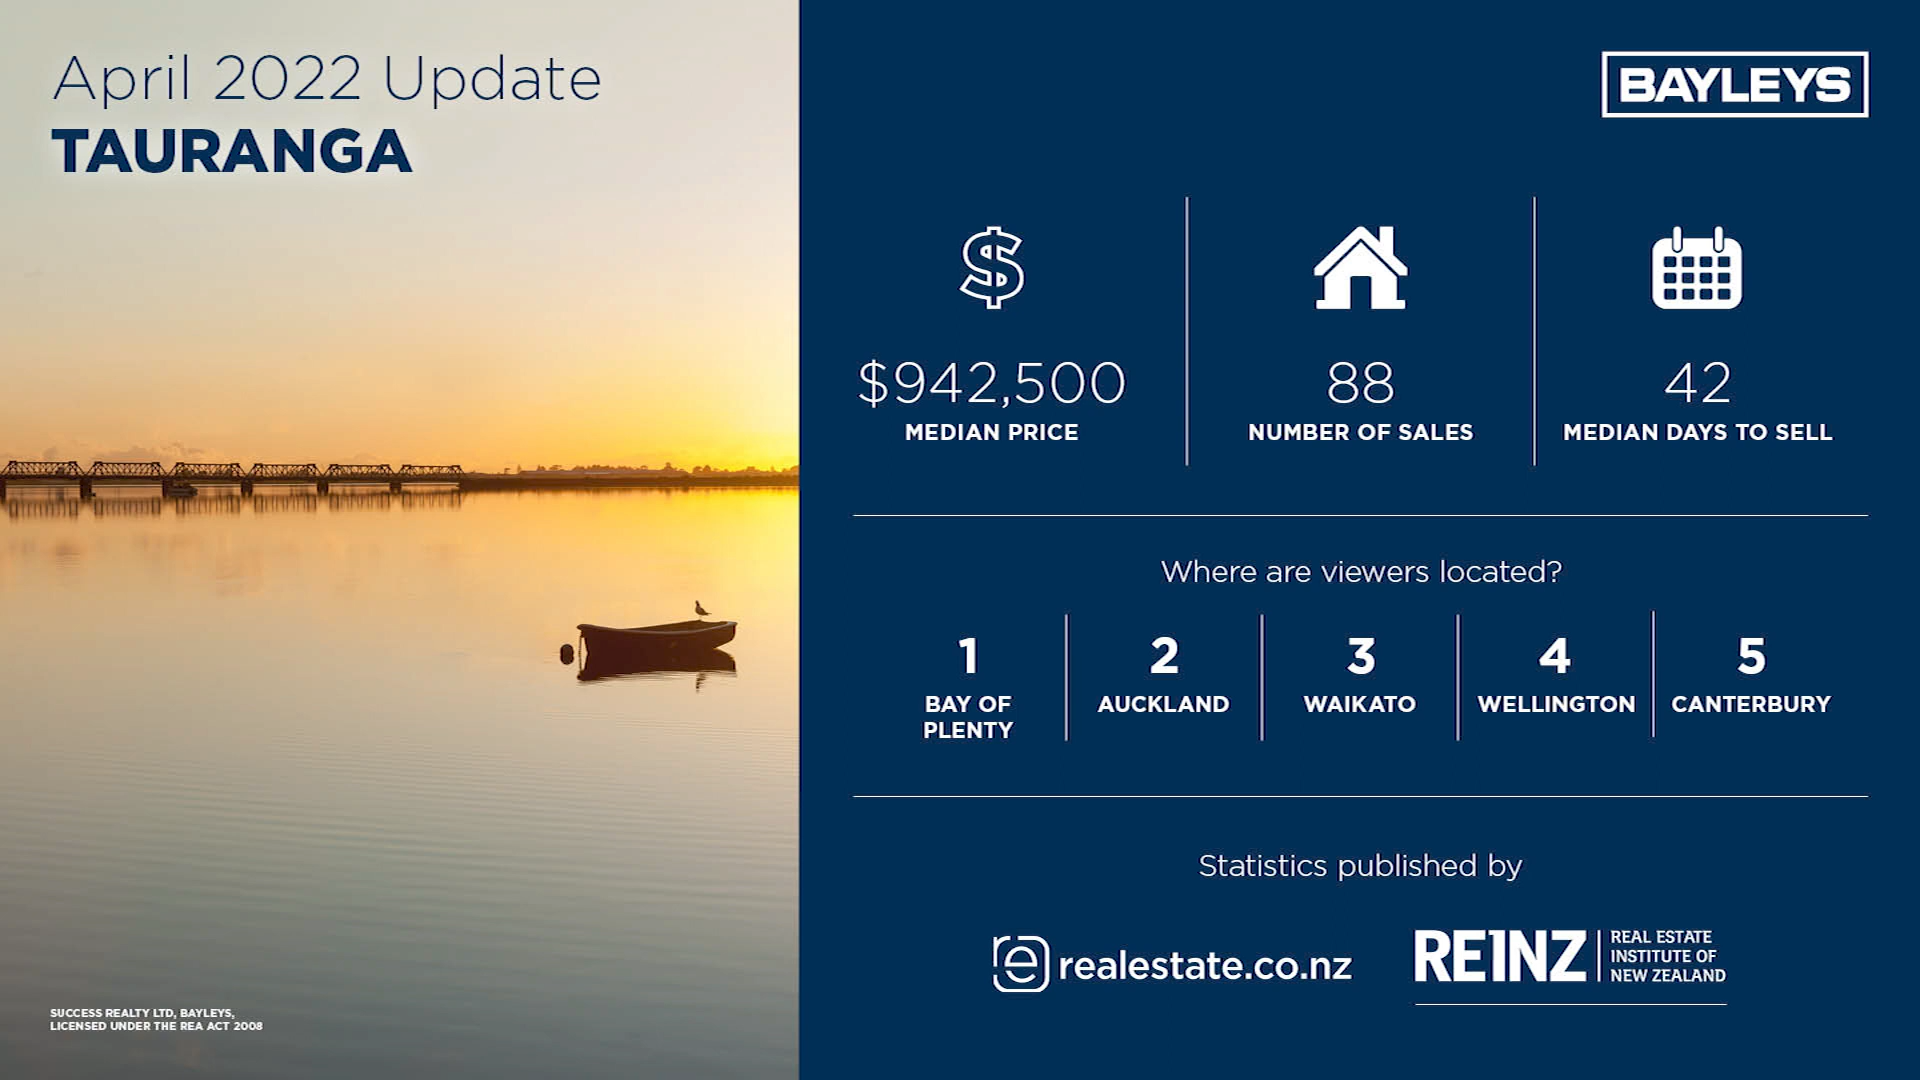 April 2022 Update
TAURANGA
BAYLEYS
$
$942,500
MEDIAN PRICE
88
NUMBER OF SALES
42
MEDIAN DAYS TO SELL
Where are viewers located?
1
BAY OF
PLENTY
2
AUCKLAND
3
WAIKATO
4
WELLINGTON
5
CANTERBURY
Statistics published by
re realestate.co.nz
REINZ
REAL ESTATE
INSTITUTE OF
NEW ZEALAND
SUCCESS REALTY LTD, BAYLEYS,
LICENSED UNDER THE REA ACT 2008